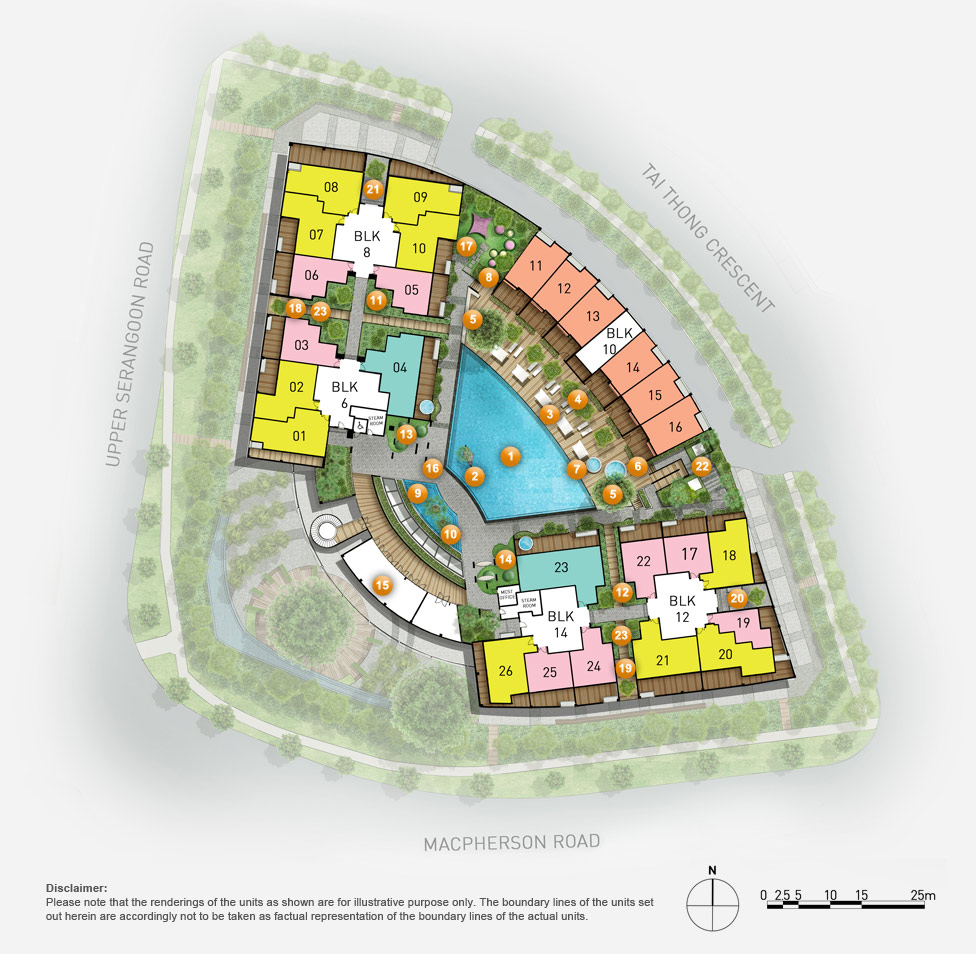 TAI THONG CRESCENT
UPPER SERANGOON ROAD
08
21
09
07
BLK
8
10
17
06
05
8
11
11
12
18
23
5
13
BLK
10
03
04
14
02
BLK
6
STEAM
ROOM
4
15
3
01
13
16
16
1
7
6
22
2
5
9
10
14
23
22
17
18
15
MCST
OFFICE
STEAM
ROOM
12
20
BLK
12
BLK
14
19
23
26
25
24
19
21
20
MACPHERSON ROAD
Disclaimer:
Please note that the renderings of the units as shown are for illustrative purpose only. The boundary lines of the units set
out herein are accordingly not to be taken as factual representation of the boundary lines of the actual units.
N
0 2.5 5 10 15 25m